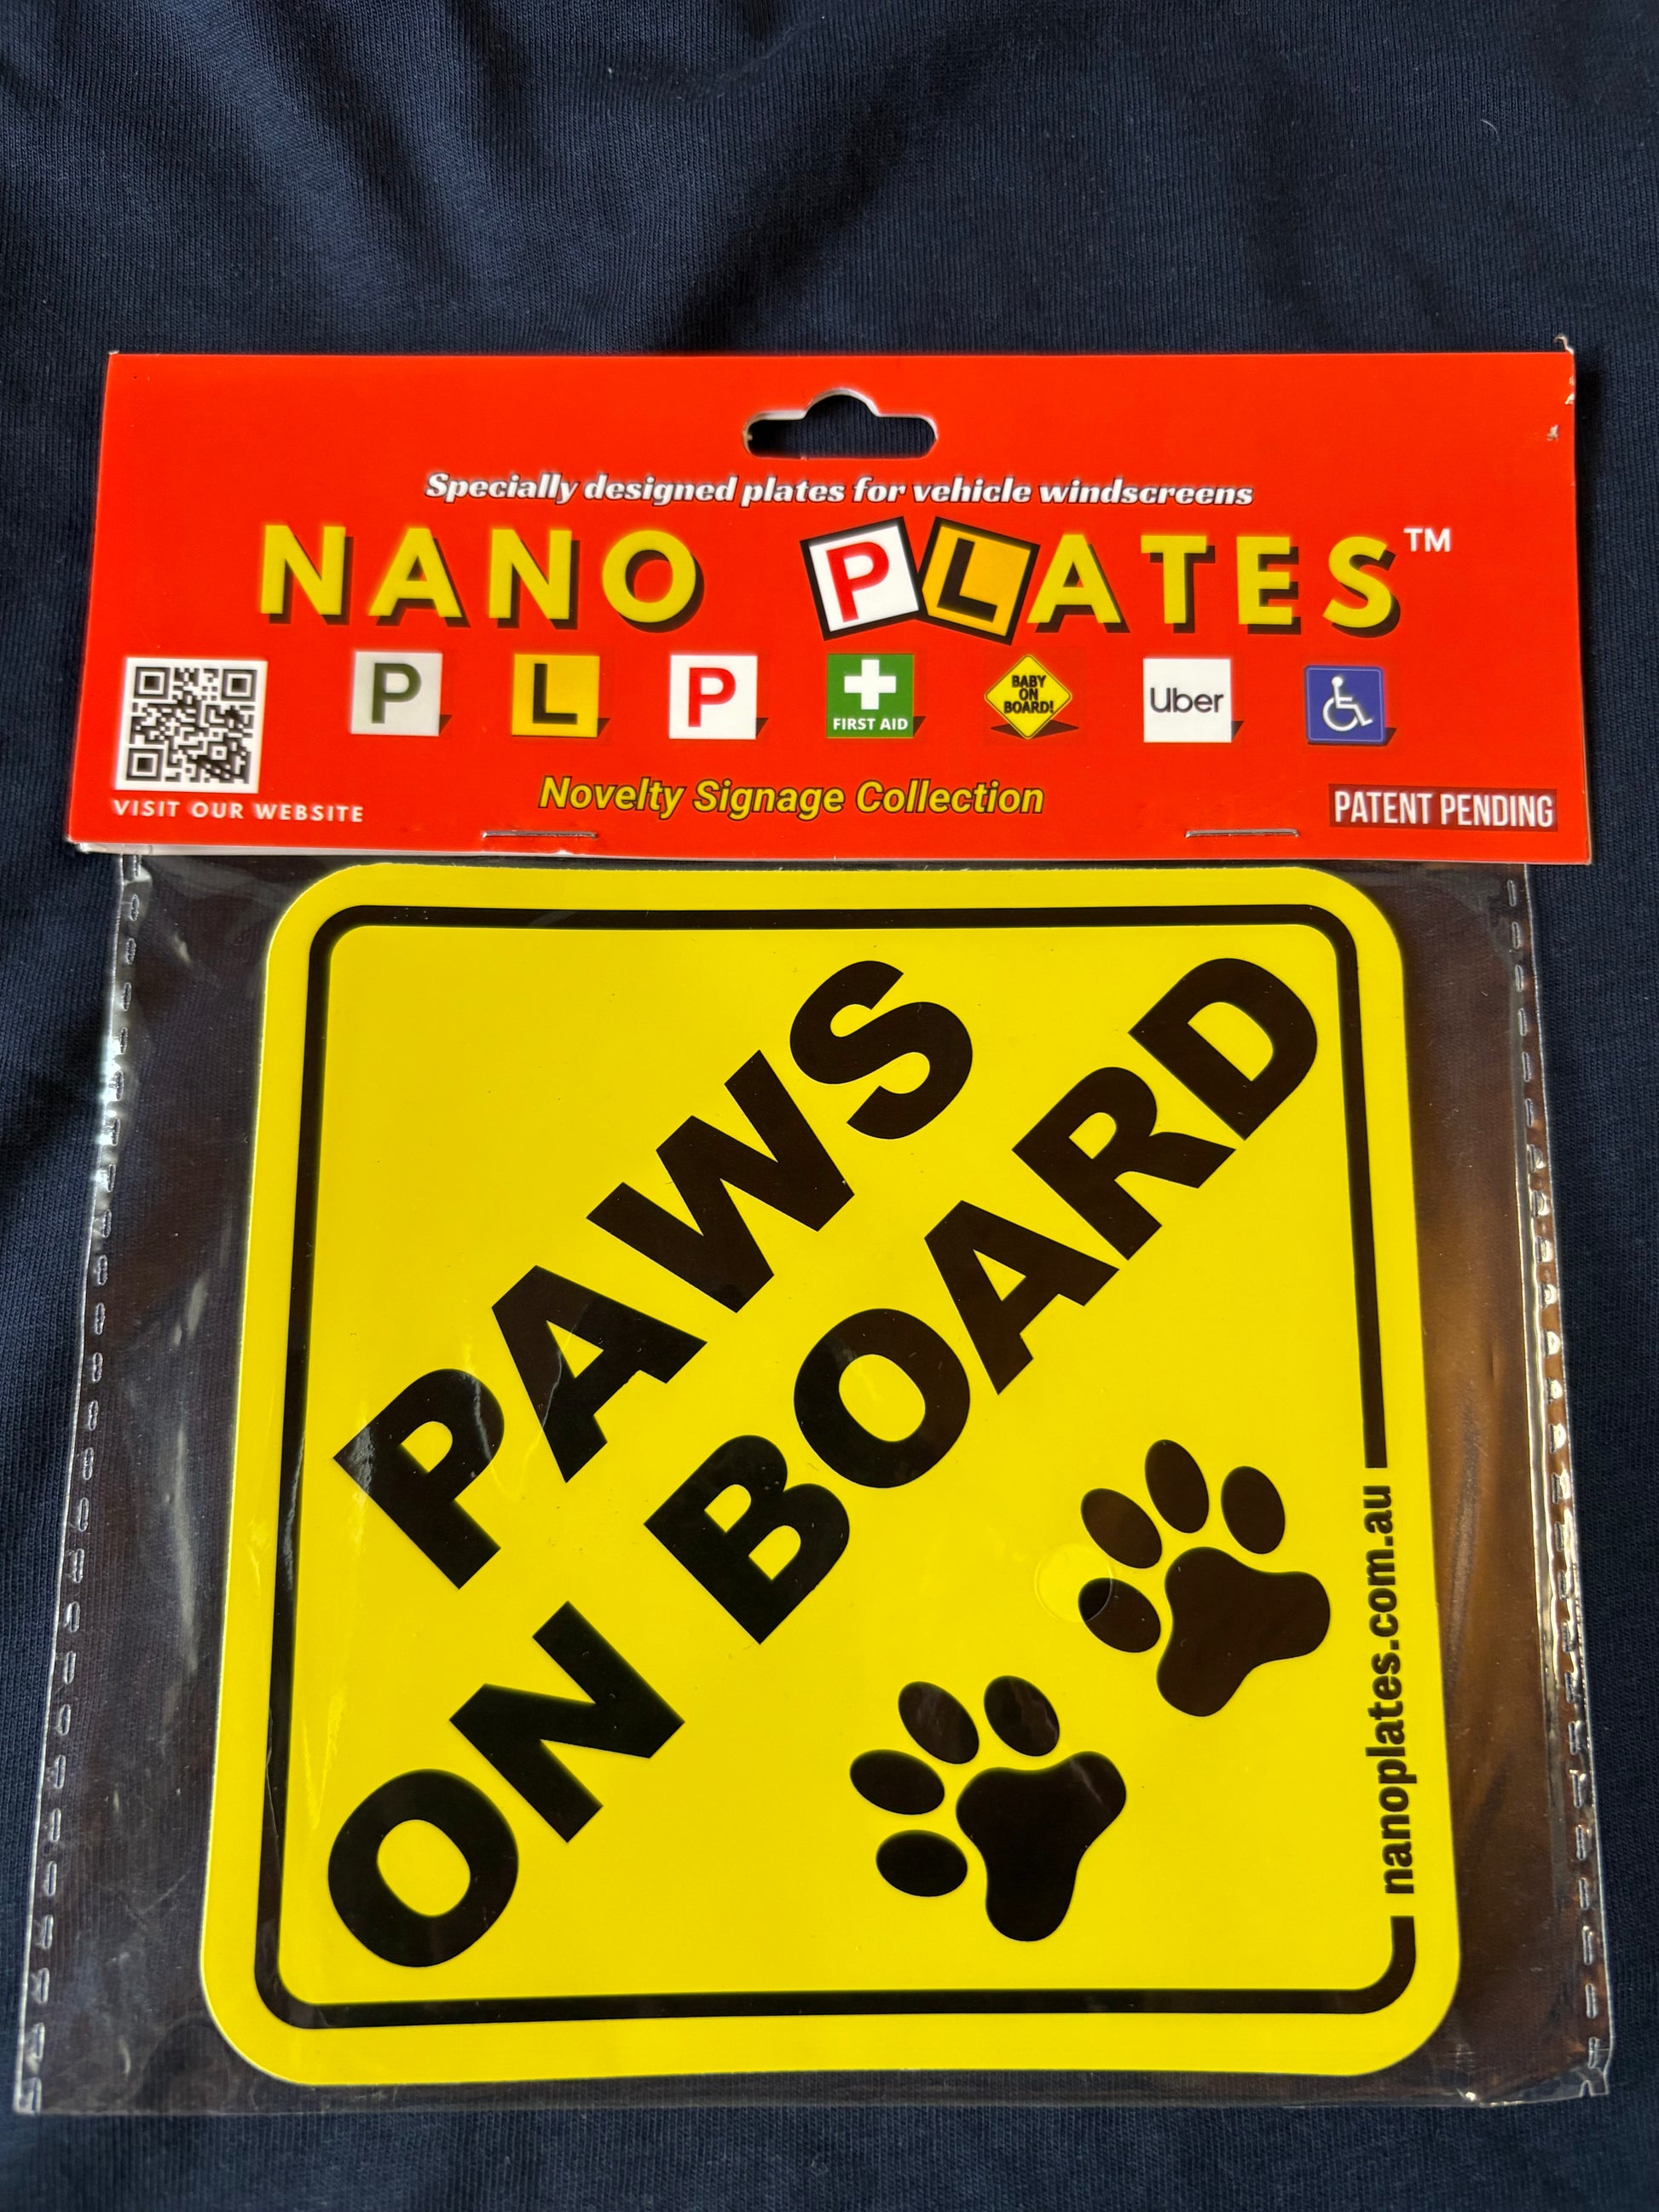 Specially designed plates for vehicle windscreens
NANO PLATES™
P L P FIRST AID BABY ON BOARD! Uber
VISIT OUR WEBSITE
Novelty Signage Collection
PATENT PENDING
PAWS
ON BOARD
nanoplates.com.au